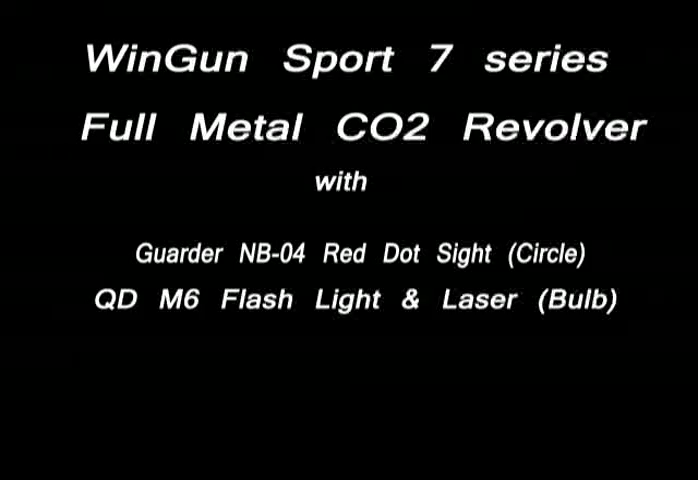 WinGun Sport 7 series
Full Metal CO2 Revolver
with
Guarder NB-04 Red Dot Sight (Circle)
QD M6 Flash Light & Laser (Bulb)